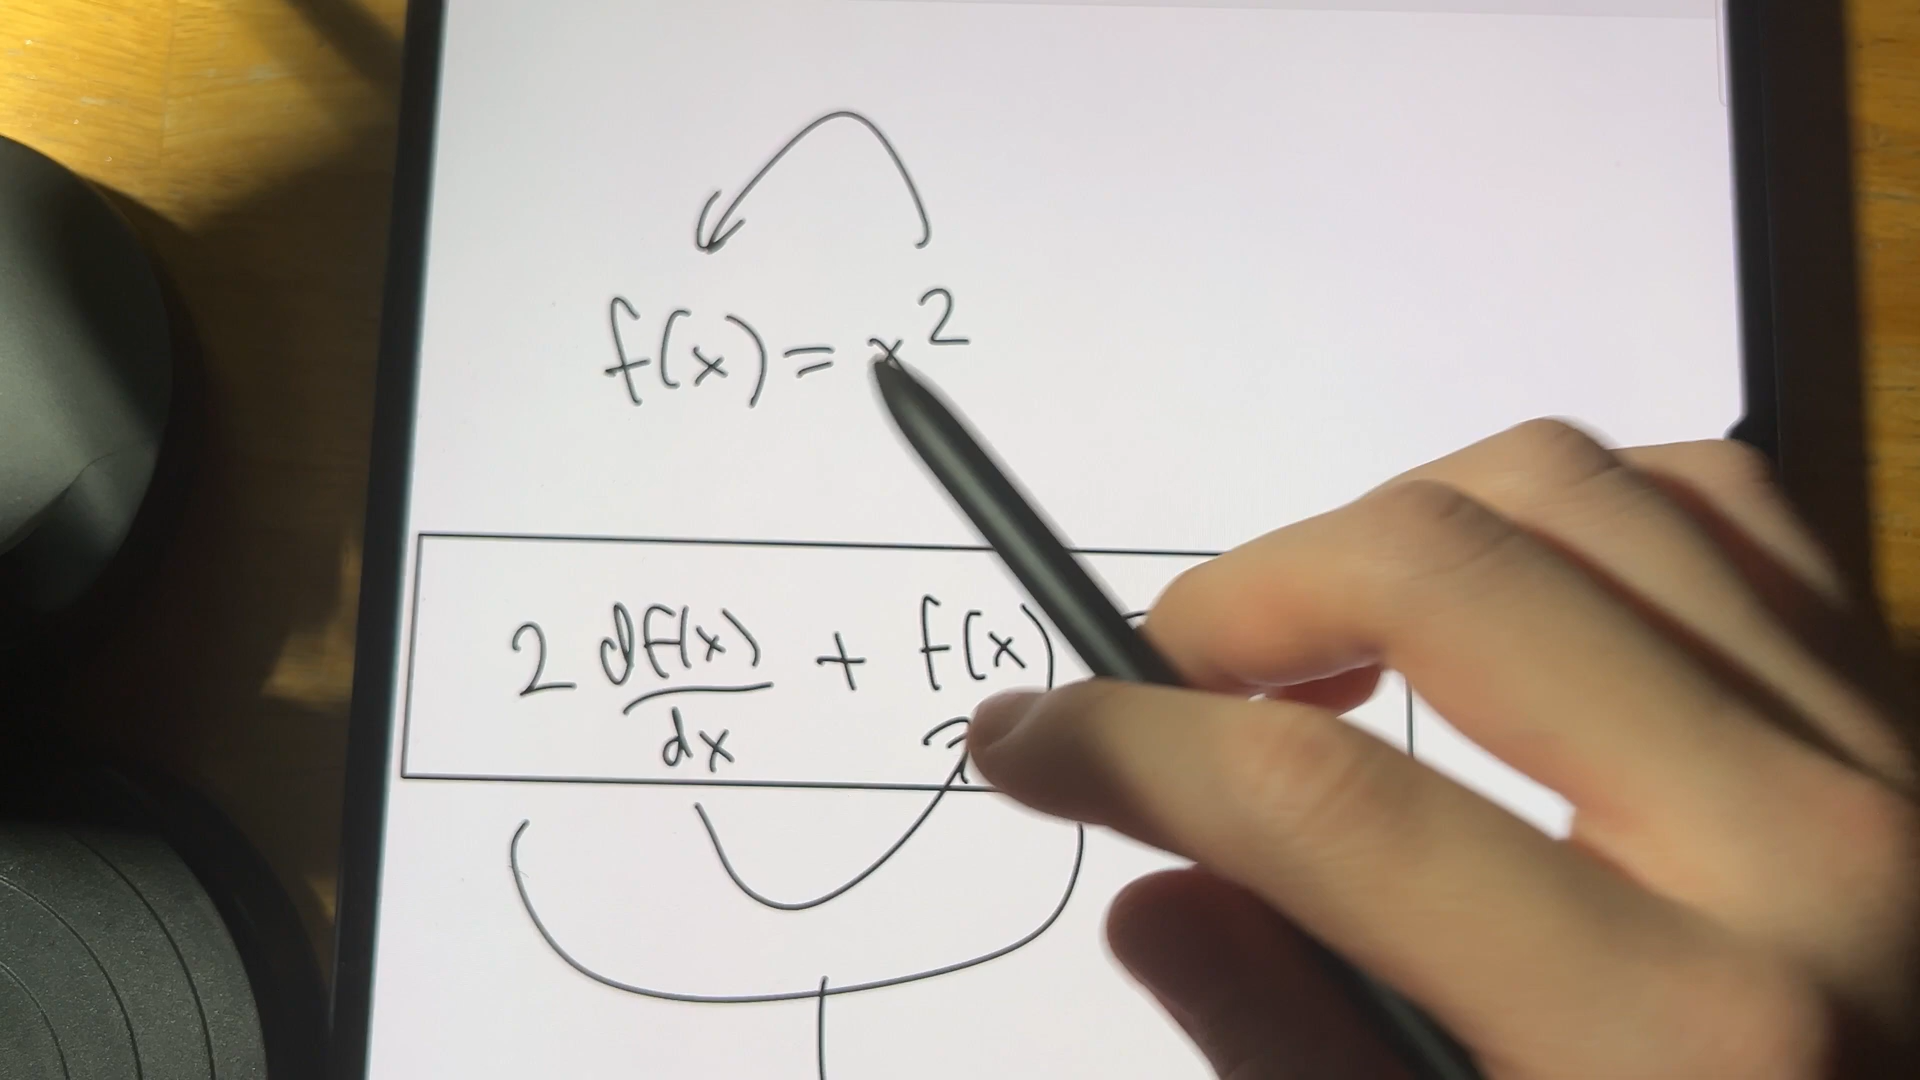 f(x) = x²
2 df(x)/dx + f(x)